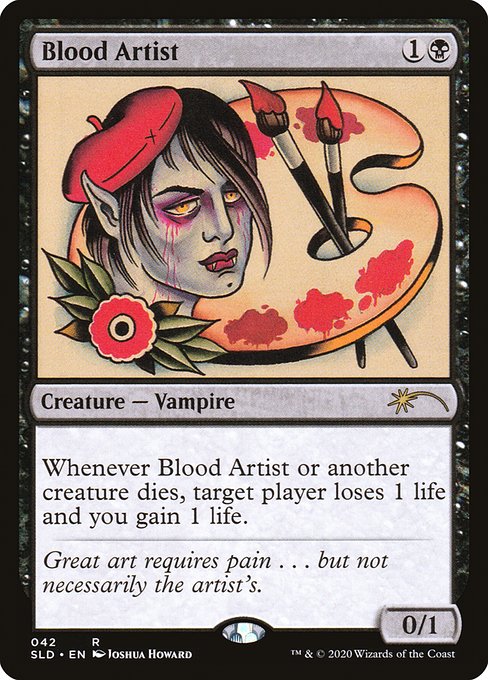 Blood Artist 1
Creature — Vampire
Whenever Blood Artist or another
creature dies, target player loses 1 life
and you gain 1 life.
Great art requires pain . . . but not
necessarily the artist's.
0/1
042 R
SLD • EN Joshua Howard
™ & © 2020 Wizards of the Coast